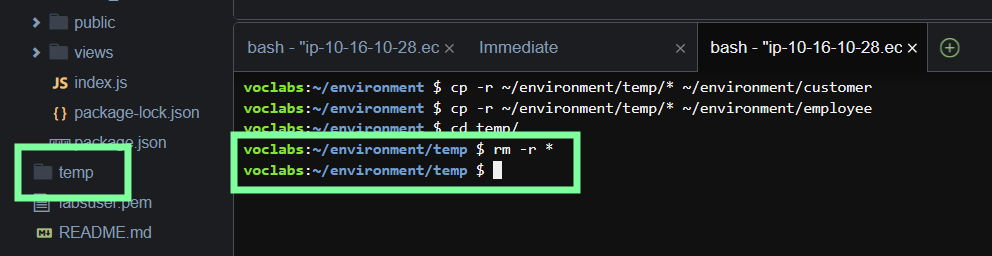 public
views
JS index.js
{ } package-lock.json
package.json
temp
labsuser.pem
README.md
bash - "ip-10-16-10-28.ec × Immediate × bash - "ip-10-16-10-28.ec ×
voclabs:~/environment $ cp -r ~/environment/temp/* ~/environment/customer
voclabs:~/environment $ cp -r ~/environment/temp/* ~/environment/employee
voclabs:~/environment $ cd temp/
voclabs:~/environment/temp $ rm -r *
voclabs:~/environment/temp $